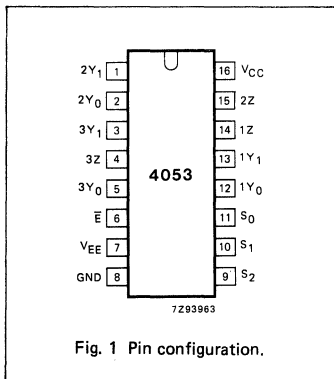 2Y1 1 16 VCC
2Y0 2 15 2Z
3Y1 3 14 1Z
3Z 4 13 1Y1
4053
3Y0 5 12 1Y0
E̅ 6 11 S0
VEE 7 10 S1
GND 8 9 S2
7Z93963
Fig. 1 Pin configuration.